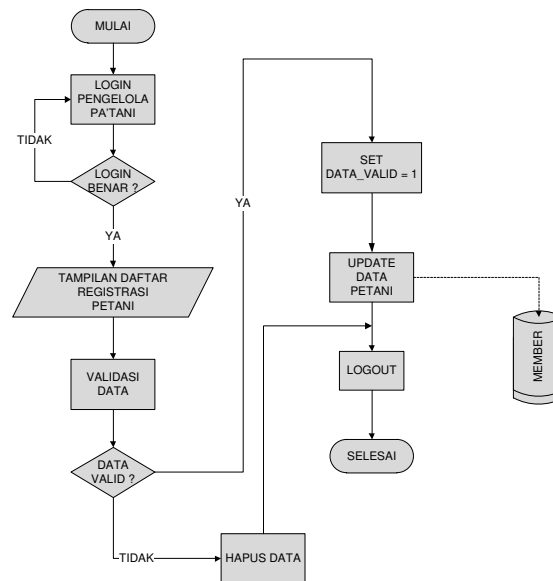 MULAI
LOGIN
PENGELOLA
PA'TANI
TIDAK
LOGIN
BENAR ?
YA
TAMPILAN DAFTAR
REGISTRASI
PETANI
VALIDASI
DATA
DATA
VALID ?
TIDAK
HAPUS DATA
YA
SET
DATA_VALID = 1
UPDATE
DATA
PETANI
MEMBER
LOGOUT
SELESAI